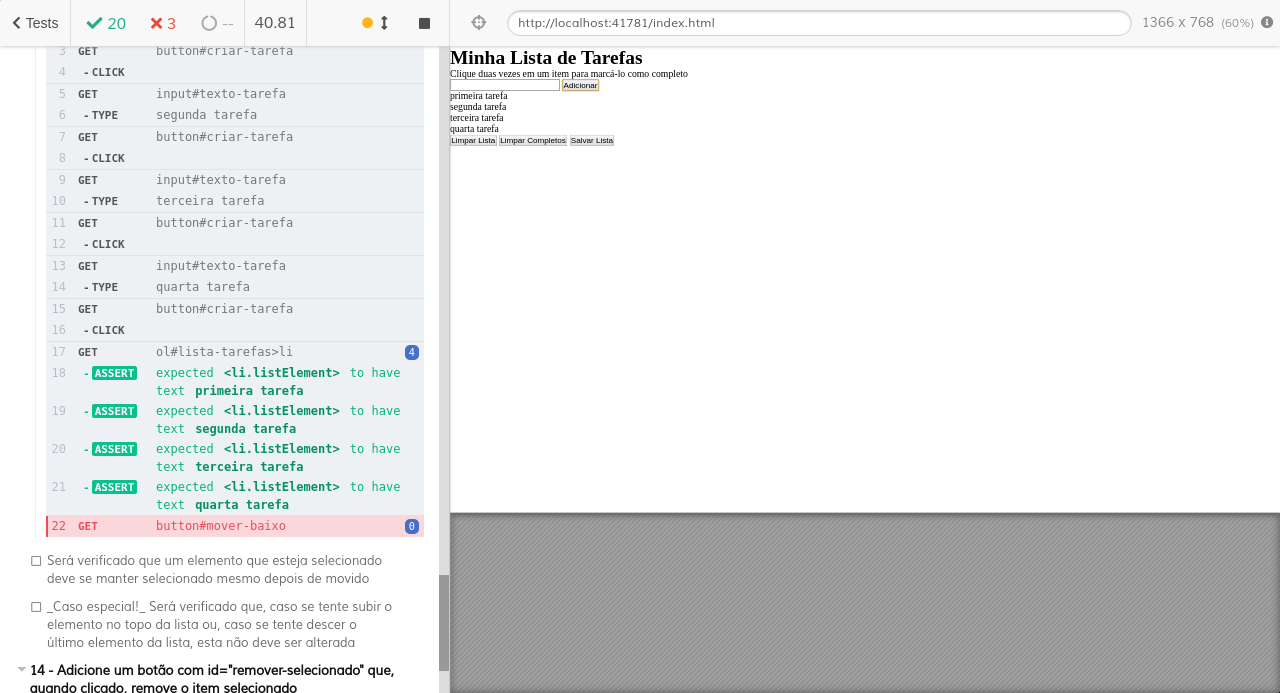 Tests 20 3 -- 40.81 http://localhost:41781/index.html 1366 x 768 (60%)
3 GET button#criar-tarefa
4 - CLICK
5 GET input#texto-tarefa
6 - TYPE segunda tarefa
7 GET button#criar-tarefa
8 - CLICK
9 GET input#texto-tarefa
10 - TYPE terceira tarefa
11 GET button#criar-tarefa
12 - CLICK
13 GET input#texto-tarefa
14 - TYPE quarta tarefa
15 GET button#criar-tarefa
16 - CLICK
17 GET ol#lista-tarefas>li 4
18 - ASSERT expected <li.listElement> to have
text primeira tarefa
19 - ASSERT expected <li.listElement> to have
text segunda tarefa
20 - ASSERT expected <li.listElement> to have
text terceira tarefa
21 - ASSERT expected <li.listElement> to have
text quarta tarefa
22 GET button#mover-baixo 0
Será verificado que um elemento que esteja selecionado
deve se manter selecionado mesmo depois de movido
_Caso especial!_ Será verificado que, caso se tente subir o
elemento no topo da lista ou, caso se tente descer o
último elemento da lista, esta não deve ser alterada
14 - Adicione um botão com id="remover-selecionado" que,
quando clicado, remove o item selecionado
Minha Lista de Tarefas
Clique duas vezes em um item para marcá-lo como completo
Adicionar
primeira tarefa
segunda tarefa
terceira tarefa
quarta tarefa
Limpar Lista Limpar Completos Salvar Lista